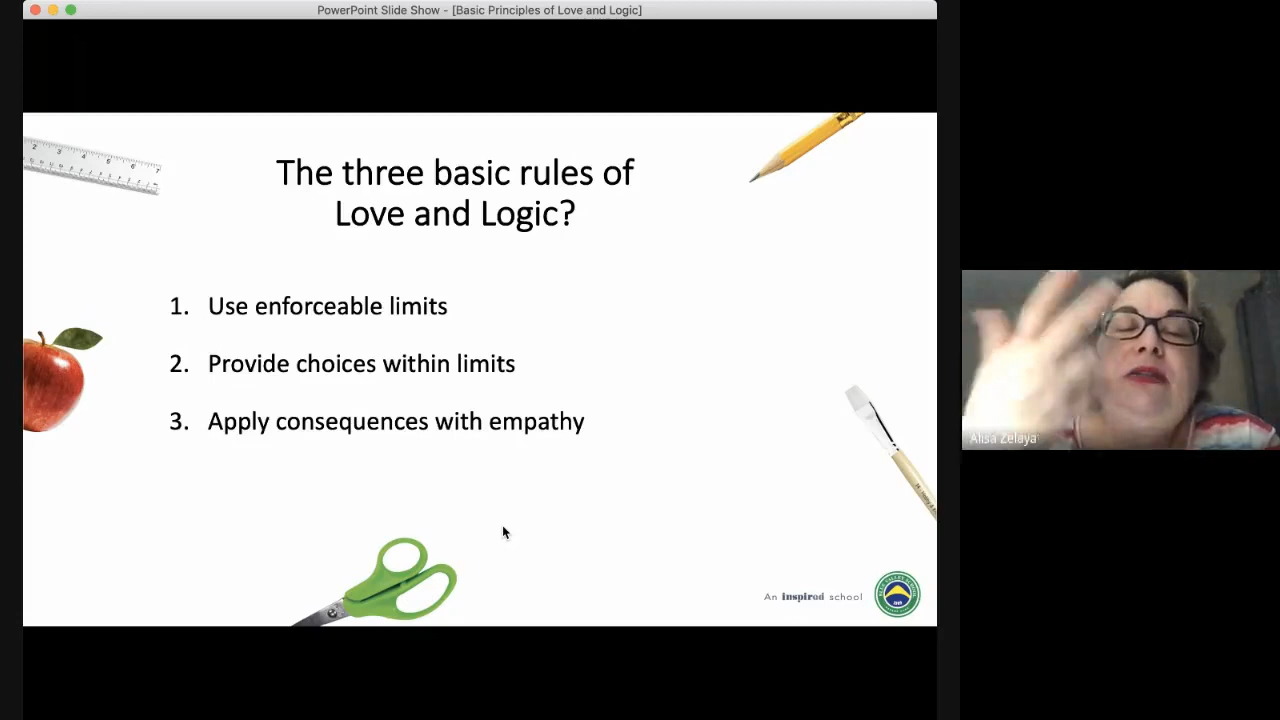 PowerPoint Slide Show - [Basic Principles of Love and Logic]
The three basic rules of
Love and Logic?
1. Use enforceable limits
2. Provide choices within limits
3. Apply consequences with empathy
An inspired school
Alisa Zelaya